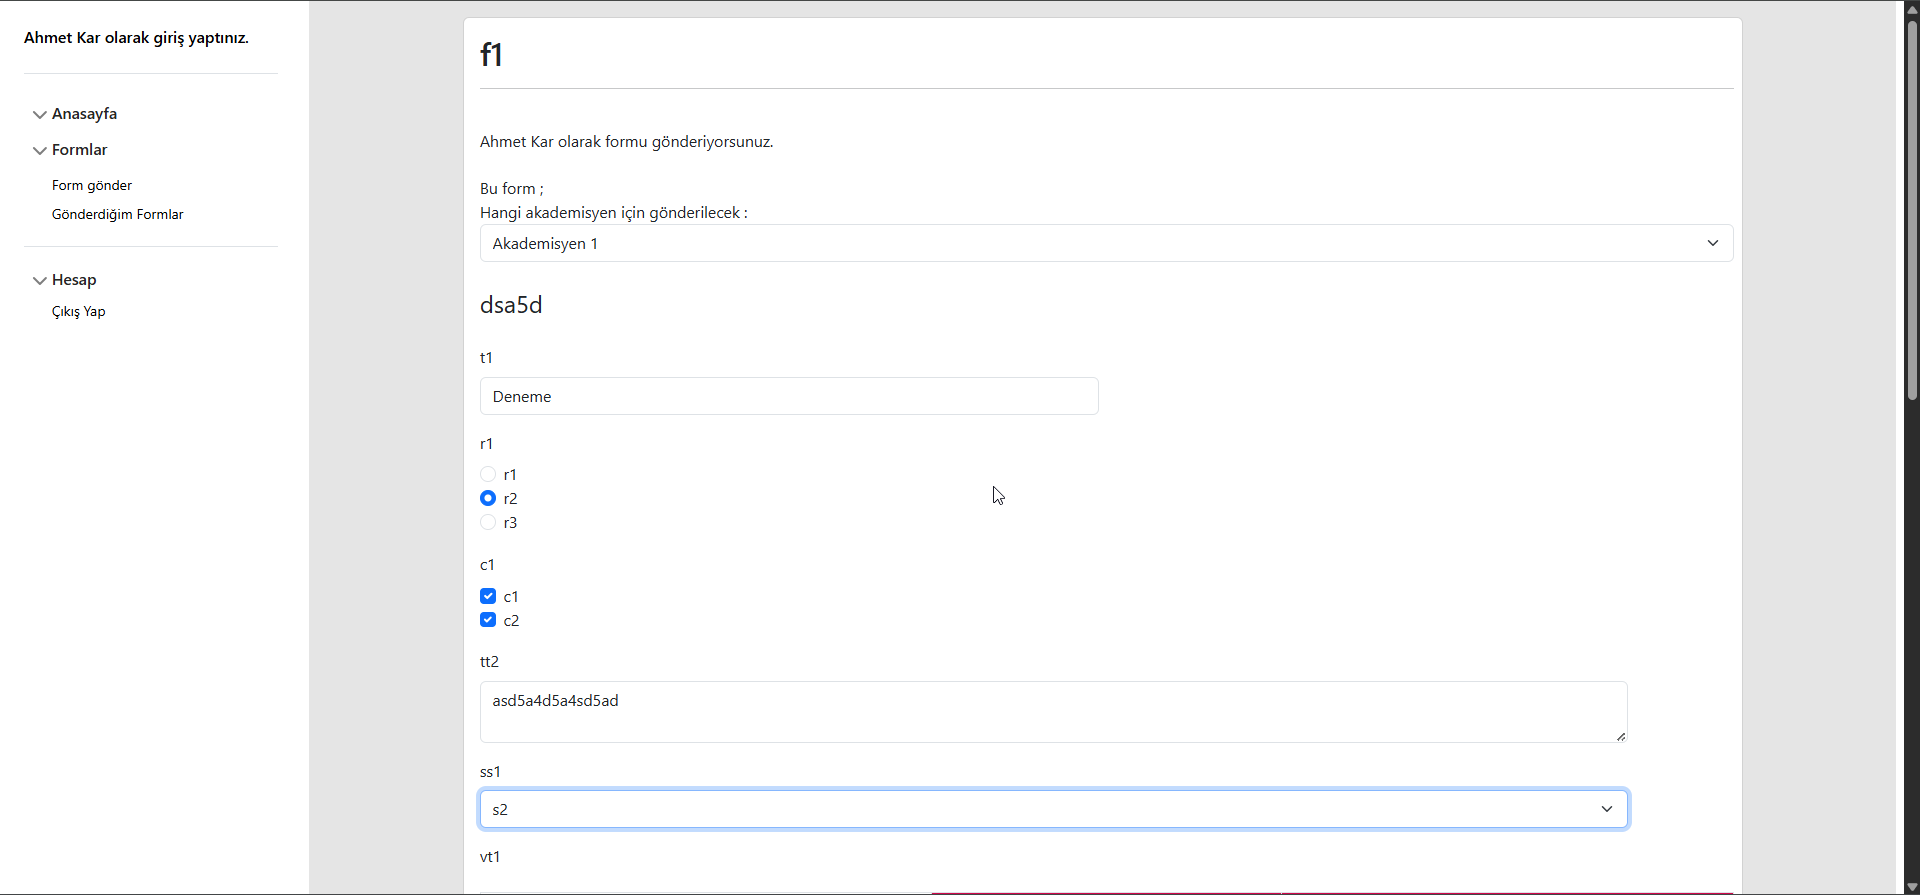 Ahmet Kar olarak giriş yaptınız.
Anasayfa
Formlar
Form gönder
Gönderdiğim Formlar
Hesap
Çıkış Yap
f1
Ahmet Kar olarak formu gönderiyorsunuz.
Bu form ;
Hangi akademisyen için gönderilecek :
Akademisyen 1
dsa5d
t1
Deneme
r1
r1
r2
r3
c1
c1
c2
tt2
asd5a4d5a4sd5ad
ss1
s2
vt1